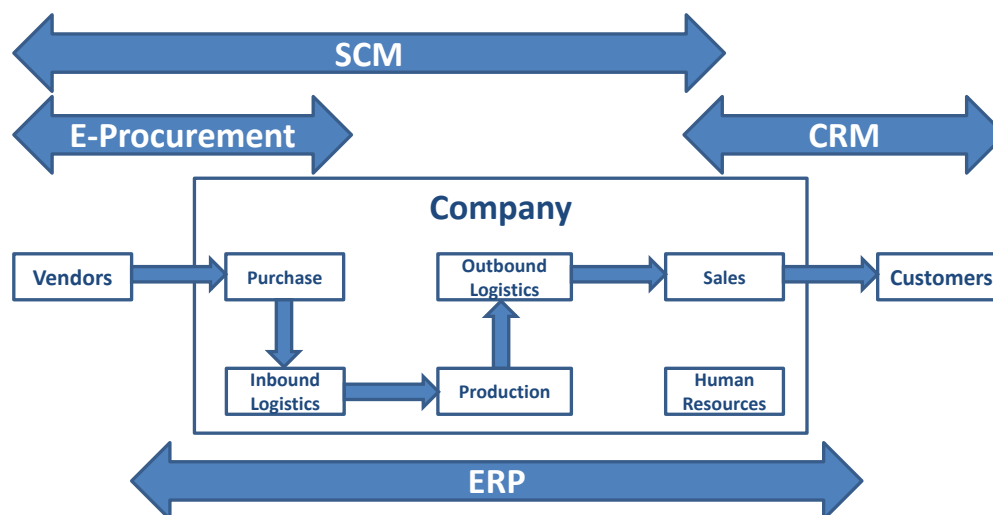 SCM
E-Procurement
CRM
Company
Vendors
Purchase
Outbound
Logistics
Sales
Customers
Inbound
Logistics
Production
Human
Resources
ERP